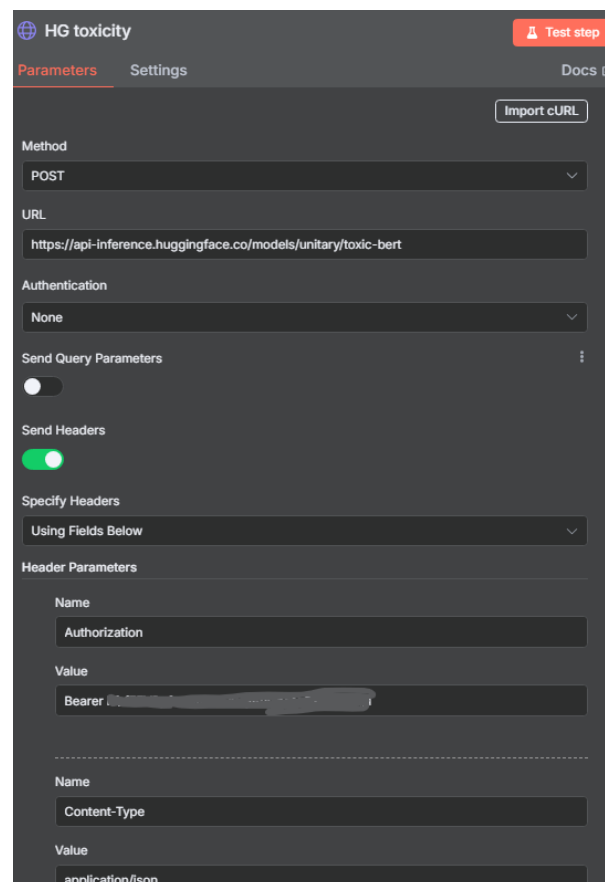 HG toxicity
Test step
Parameters Settings Docs
Import cURL
Method
POST
URL
https://api-inference.huggingface.co/models/unitary/toxic-bert
Authentication
None
Send Query Parameters
Send Headers
Specify Headers
Using Fields Below
Header Parameters
Name
Authorization
Value
Bearer
Name
Content-Type
Value
application/json